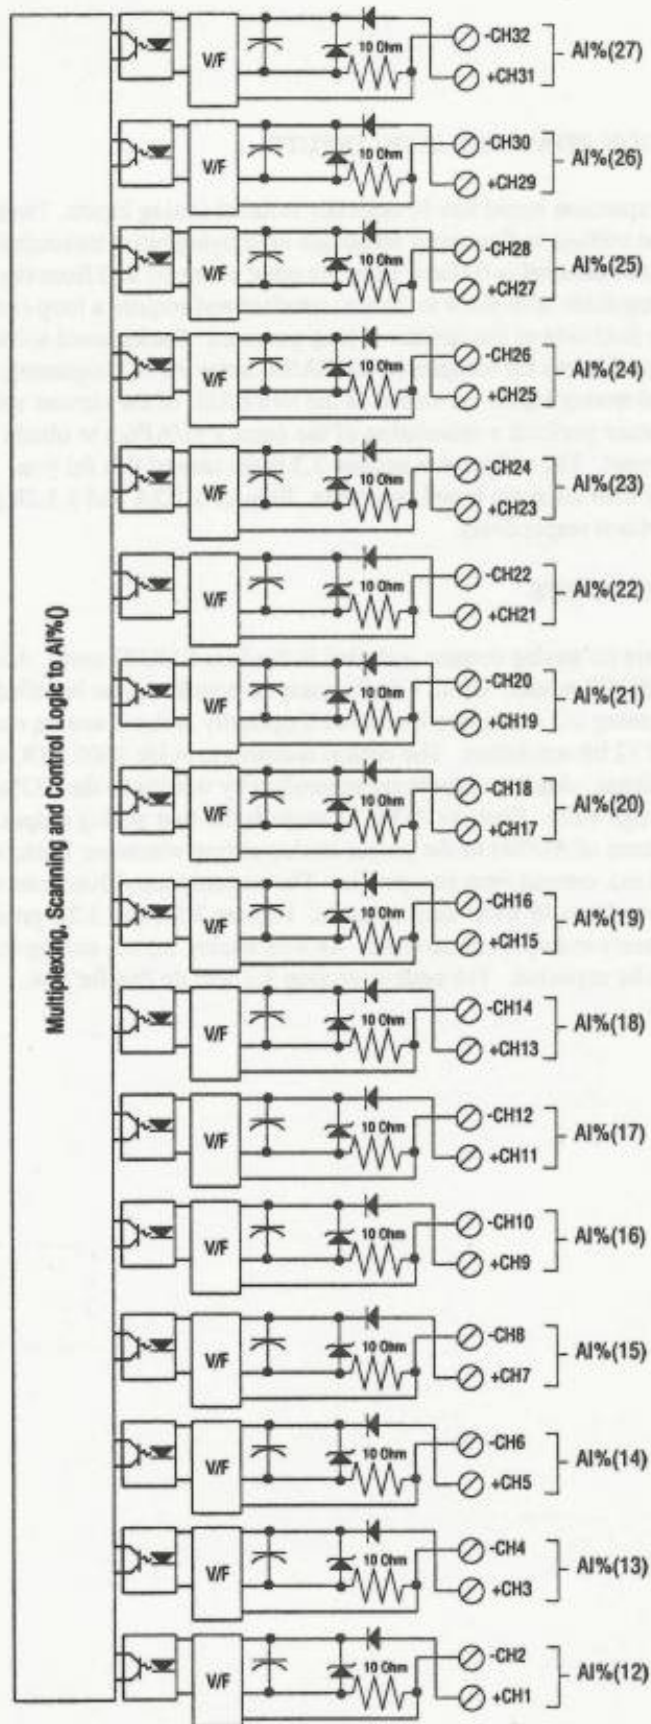 Multiplexing, Scanning and Control Logic to AI%()
V/F
10 Ohm
-CH32
+CH31
AI%(27)
V/F
10 Ohm
-CH30
+CH29
AI%(26)
V/F
10 Ohm
-CH28
+CH27
AI%(25)
V/F
10 Ohm
-CH26
+CH25
AI%(24)
V/F
10 Ohm
-CH24
+CH23
AI%(23)
V/F
10 Ohm
-CH22
+CH21
AI%(22)
V/F
10 Ohm
-CH20
+CH19
AI%(21)
V/F
10 Ohm
-CH18
+CH17
AI%(20)
V/F
10 Ohm
-CH16
+CH15
AI%(19)
V/F
10 Ohm
-CH14
+CH13
AI%(18)
V/F
10 Ohm
-CH12
+CH11
AI%(17)
V/F
10 Ohm
-CH10
+CH9
AI%(16)
V/F
10 Ohm
-CH8
+CH7
AI%(15)
V/F
10 Ohm
-CH6
+CH5
AI%(14)
V/F
10 Ohm
-CH4
+CH3
AI%(13)
V/F
10 Ohm
-CH2
+CH1
AI%(12)